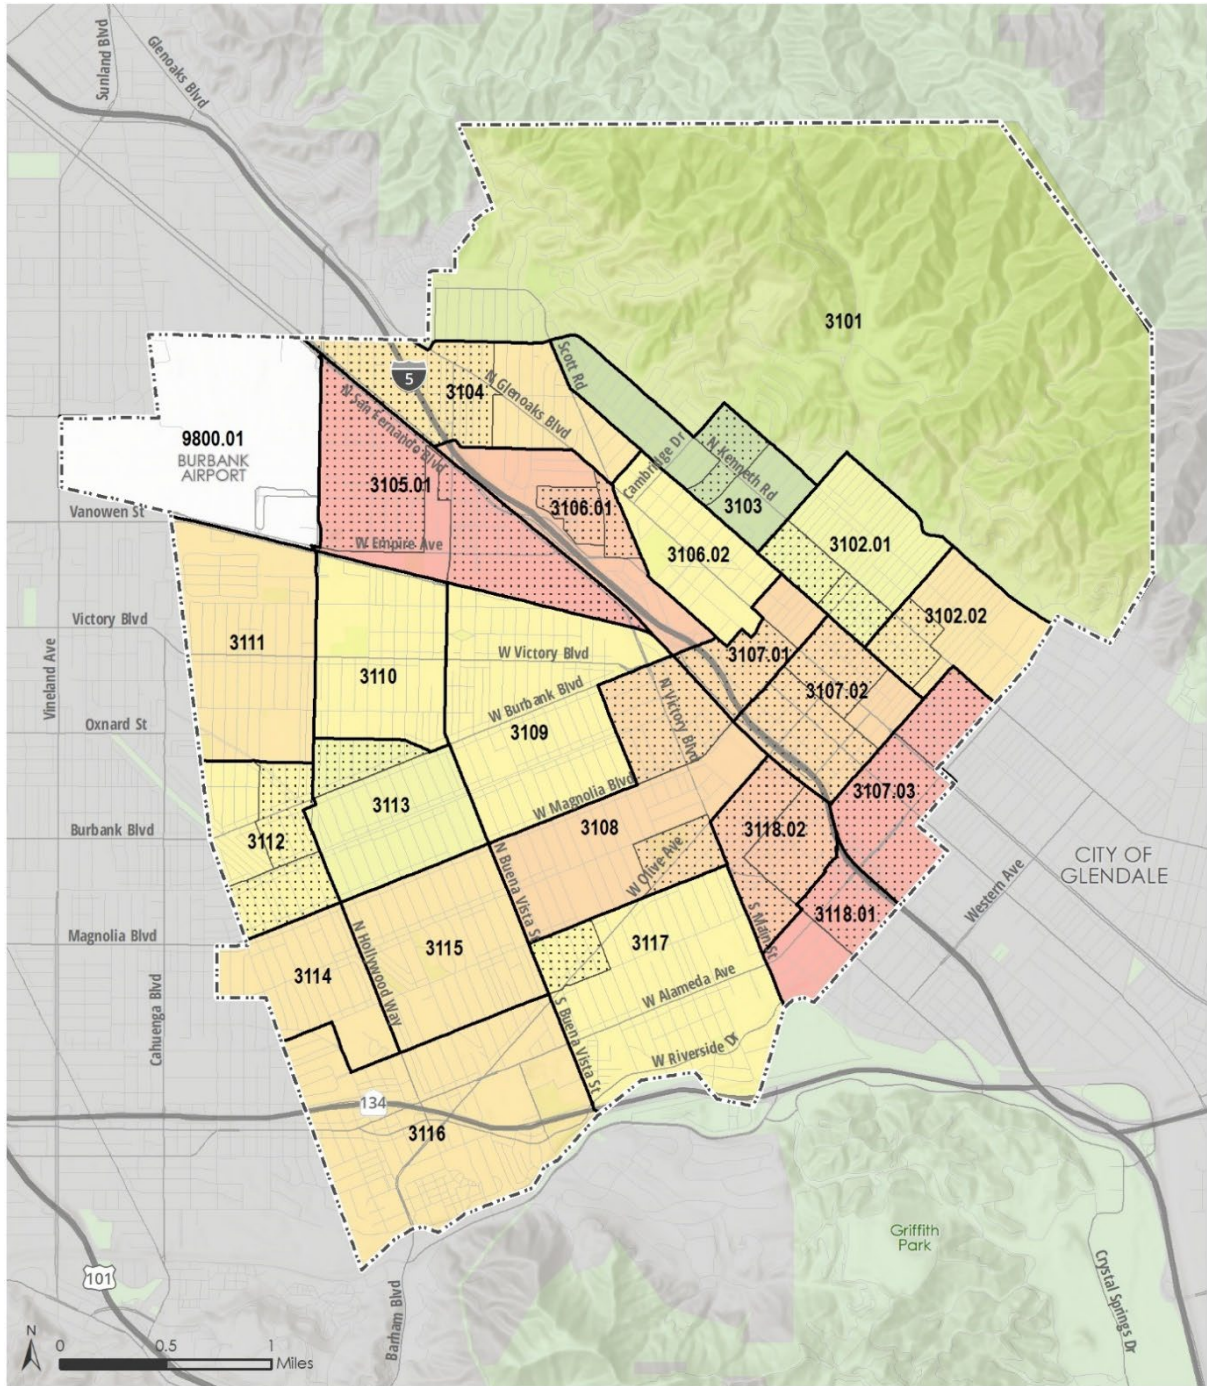 Sunland Blvd
Glenoaks Blvd
3101
Scott Rd
5
3104
N Glenoaks Blvd
N San Fernando Blvd
9800.01
BURBANK
AIRPORT
Cambridge Dr
N Kenneth Rd
3105.01
3106.01
3103
Vanowen St
W Empire Ave
3106.02
3102.01
3102.02
Victory Blvd
3111
W Victory Blvd
3107.01
Vineland Ave
3110
3107.02
W Burbank Blvd
N Victory Blvd
Oxnard St
3109
W Magnolia Blvd
3107.03
3113
Burbank Blvd
3112
3108
3118.02
CITY OF
GLENDALE
N Buena Vista St
W Olive Ave
Western Ave
3118.01
Magnolia Blvd
N Hollywood Way
3115
3117
S Main St
3114
Cahuenga Blvd
W Alameda Ave
S Buena Vista St
W Riverside Dr
134
3116
Griffith
Park
101
Barham Blvd
Crystal Springs Dr
N
0 0.5 1
Miles